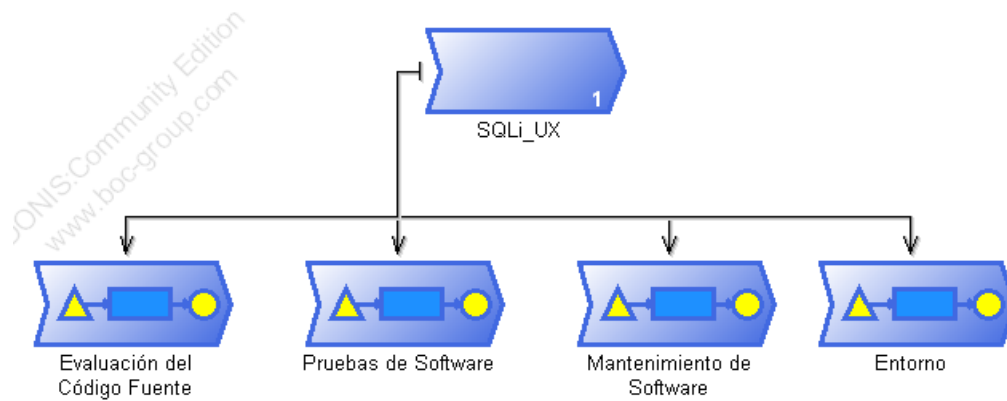 DONIS:Community Edition
www.boc-group.com
1
SQLi_UX
Evaluación del
Código Fuente
Pruebas de Software
Mantenimiento de
Software
Entorno